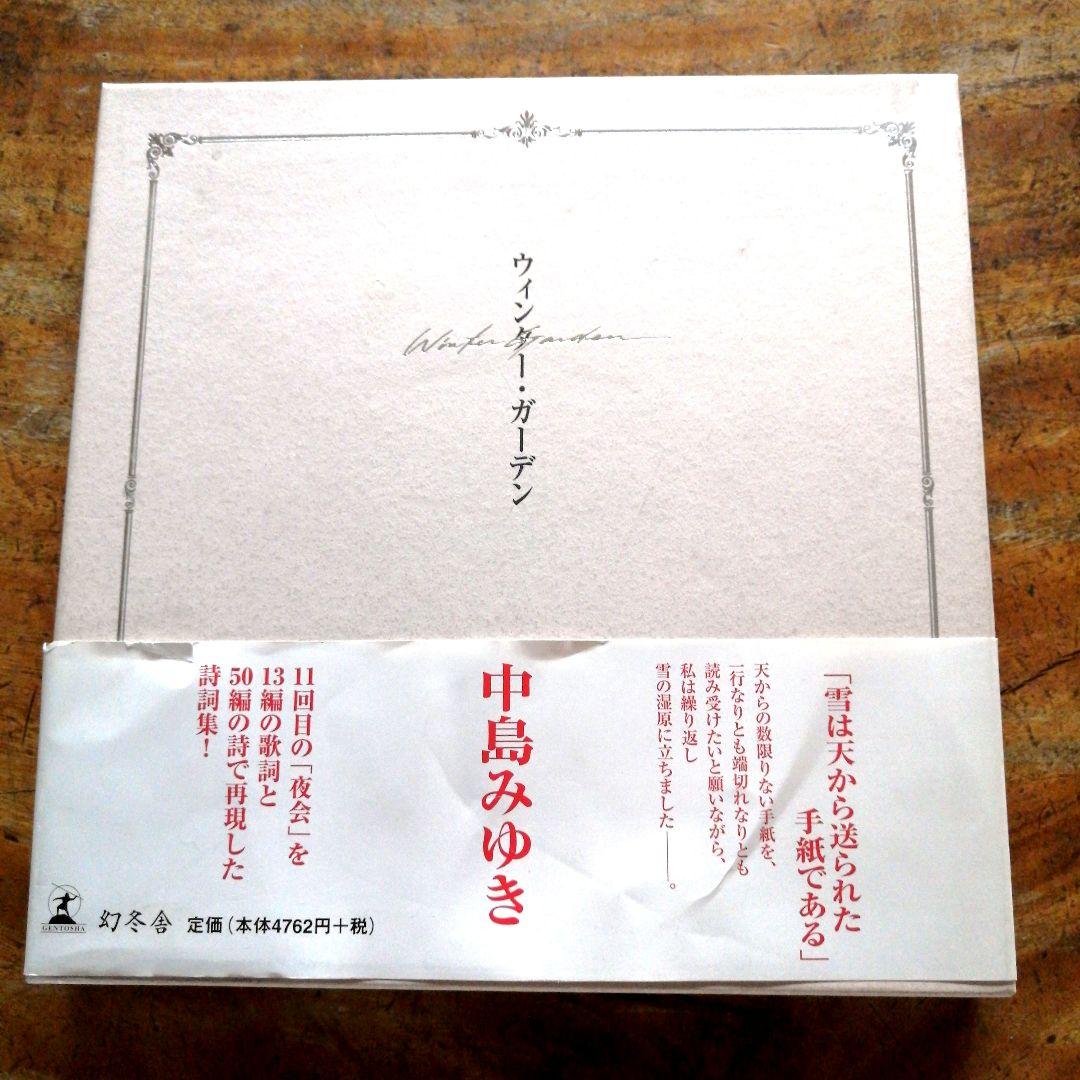 ウィンター・ガーデン
Winter Garden
「雪は天から送られた
手紙である」
天からの数限りない手紙を、
一行なりとも端切れなりとも
読み受けたいと願いながら、
私は繰り返し
雪の湿原に立ちました──。
中島みゆき
11回目の「夜会」を
13編の歌詞と
50編の詩で再現した
詩詞集!
GENTOSHA
幻冬舎 定価(本体4762円+税)